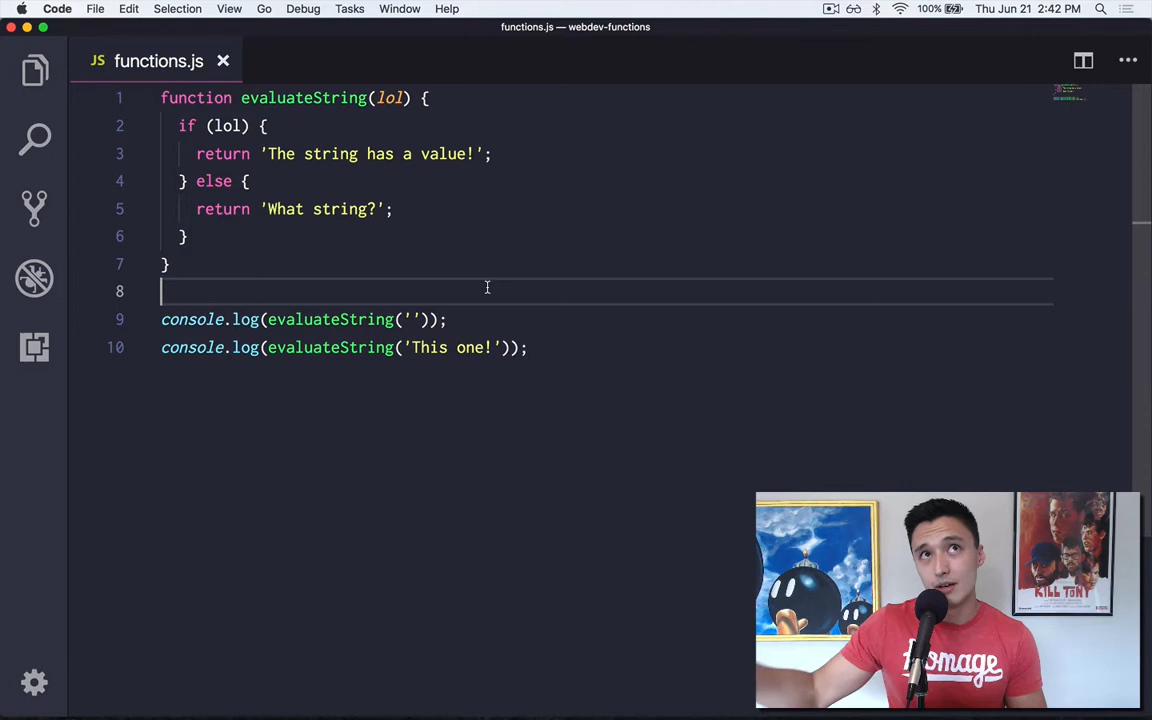 Code File Edit Selection View Go Debug Tasks Window Help 100% Thu Jun 21 2:42 PM
functions.js — webdev-functions
JS functions.js
1 function evaluateString(lol) {
2 if (lol) {
3 return 'The string has a value!';
4 } else {
5 return 'What string?';
6 }
7 }
8
9 console.log(evaluateString(''));
10 console.log(evaluateString('This one!'));
KILL TONY
Homage